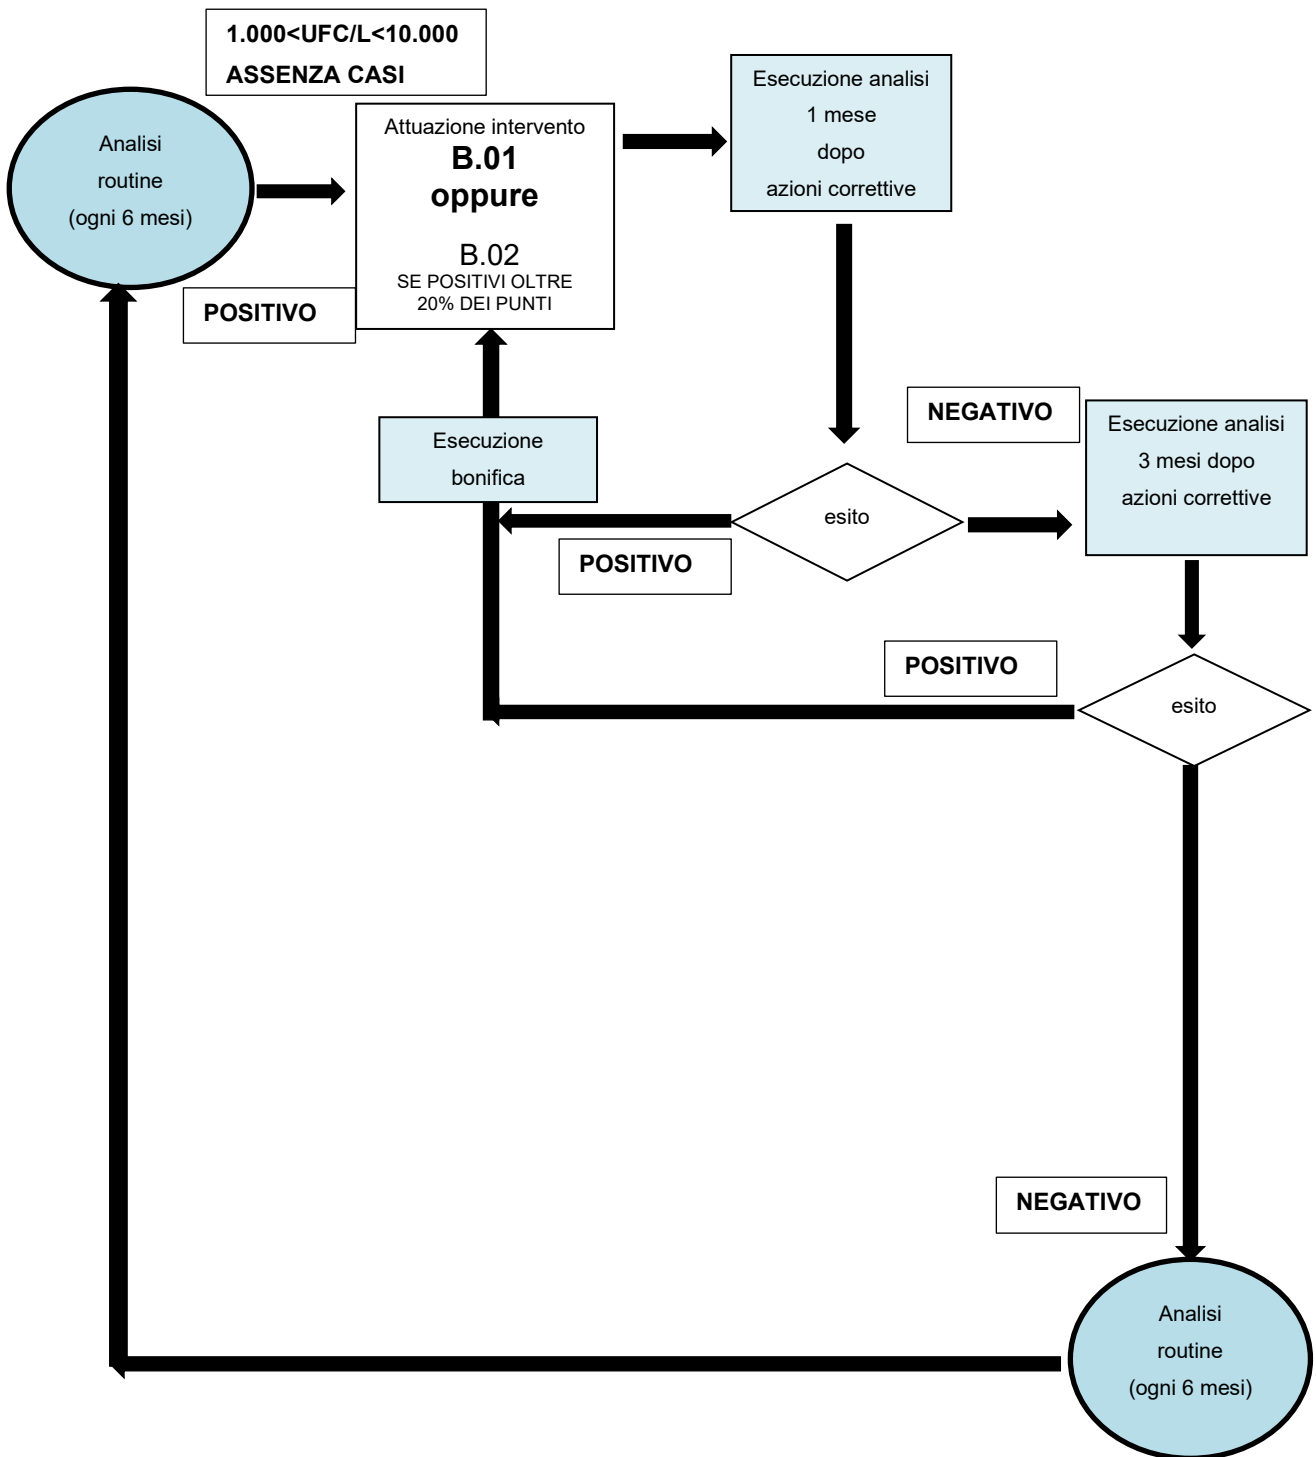 1.000<UFC/L<10.000
ASSENZA CASI
Analisi
routine
(ogni 6 mesi)
POSITIVO
Attuazione intervento
B.01
oppure
B.02
SE POSITIVI OLTRE
20% DEI PUNTI
Esecuzione analisi
1 mese
dopo
azioni correttive
Esecuzione
bonifica
esito
POSITIVO
NEGATIVO
Esecuzione analisi
3 mesi dopo
azioni correttive
POSITIVO
esito
NEGATIVO
Analisi
routine
(ogni 6 mesi)